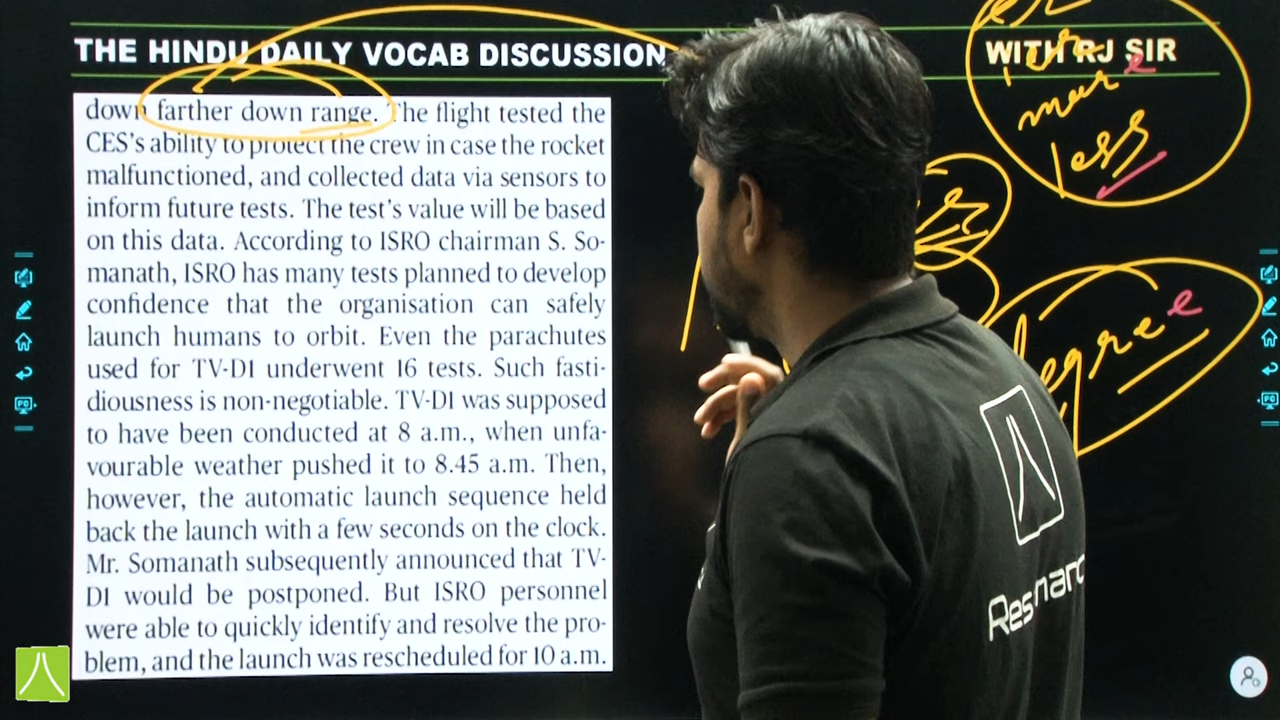 THE HINDU DAILY VOCAB DISCUSSION
WITH RJ SIR
down farther down range. The flight tested the
CES's ability to protect the crew in case the rocket
malfunctioned, and collected data via sensors to
inform future tests. The test's value will be based
on this data. According to ISRO chairman S. So-
manath, ISRO has many tests planned to develop
confidence that the organisation can safely
launch humans to orbit. Even the parachutes
used for TV-D1 underwent 16 tests. Such fasti-
diousness is non-negotiable. TV-D1 was supposed
to have been conducted at 8 a.m., when unfa-
vourable weather pushed it to 8.45 a.m. Then,
however, the automatic launch sequence held
back the launch with a few seconds on the clock.
Mr. Somanath subsequently announced that TV-
D1 would be postponed. But ISRO personnel
were able to quickly identify and resolve the pro-
blem, and the launch was rescheduled for 10 a.m.
er
more
less
er
degree
PC
PC